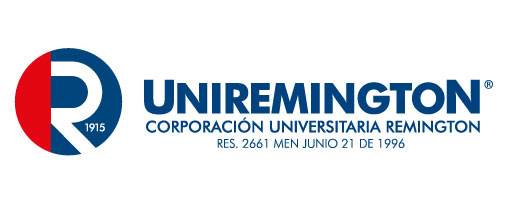 R
1915
UNIREMINGTON®
CORPORACIÓN UNIVERSITARIA REMINGTON
RES. 2661 MEN JUNIO 21 DE 1996